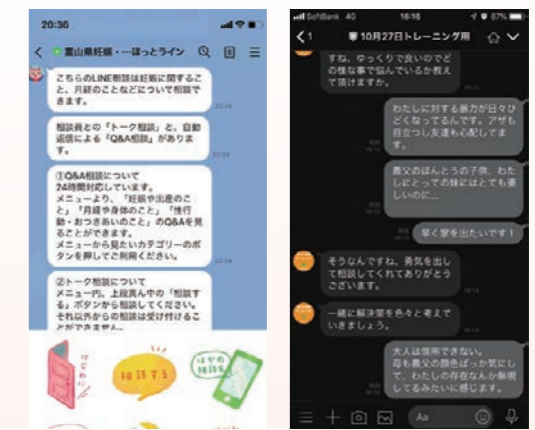 20:36
富山県妊娠・…ほっとライン
こちらのLINE相談は妊娠に関するこ
と、月経のことなどについて相談で
きます。
20:34
相談員との「トーク相談」と、自動
返信による「Q&A相談」がありま
す。
20:34
①Q&A相談について
24時間対応しています。
メニューより、「妊娠や出産のこ
と」「月経や身体のこと」「性行
動・おつきあいのこと」のQ&Aを見
ることができます。
メニューから見たいカテゴリーのボ
タンを押してご利用ください。
20:34
②トーク相談について
メニュー内、上段真ん中の「相談す
る」ボタンから相談してください。
それ以外からの相談は受け付けるこ
とができません。
はじめに
相談する
ほかの
相談先
SoftBank 4G
16:16
87%
1
10月27日トレーニング用
すね、ゆっくりで良いのでど
の様な事で悩んでいるか教え
て頂けますか。
わたしに対する暴力が日々ひ
どくなってるんです。アザも
目立つし友達も心配してま
す。
義父のほんとうの子供、わた
しにとっての妹にはとても優
しいのに…
早く家を出たいです！
そうなんですね、勇気を出し
て相談してくれてありがとう
ございます。
一緒に解決策を色々と考えて
いきましょう。
大人は信用できない。
母も義父の顔色ばっか気にし
て、わたしの存在なんか無視
してるみたいに感じます。
Aa